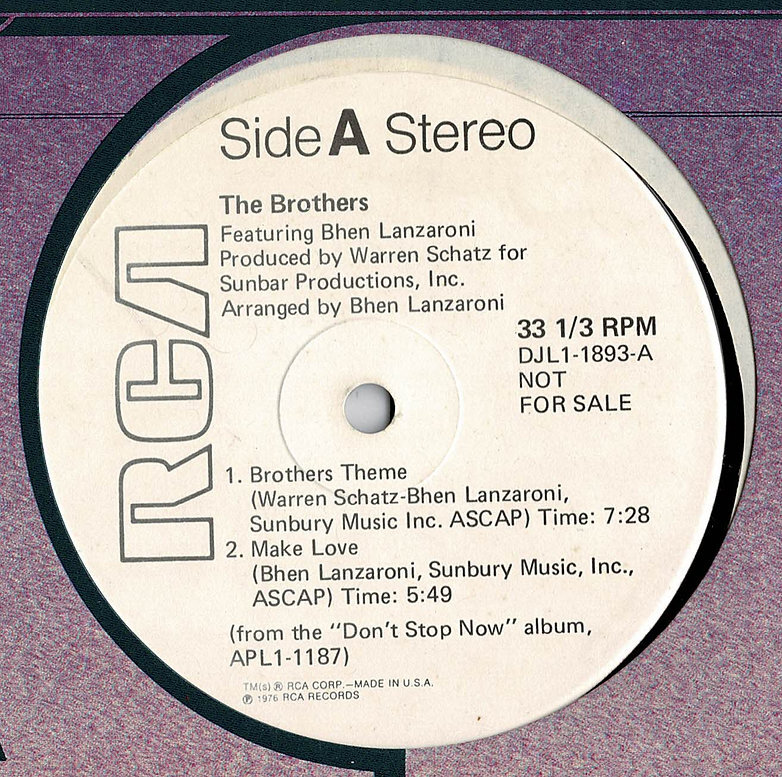 Side A Stereo
The Brothers
Featuring Bhen Lanzaroni
Produced by Warren Schatz for
Sunbar Productions, Inc.
Arranged by Bhen Lanzaroni
33 1/3 RPM
DJL1-1893-A
NOT
FOR SALE
RCA
1. Brothers Theme
(Warren Schatz-Bhen Lanzaroni,
Sunbury Music Inc. ASCAP) Time: 7:28
2. Make Love
(Bhen Lanzaroni, Sunbury Music, Inc.,
ASCAP) Time: 5:49
(from the "Don't Stop Now" album,
APL1-1187)
TM(s) ® RCA CORP.—MADE IN U.S.A.
℗ 1976 RCA RECORDS